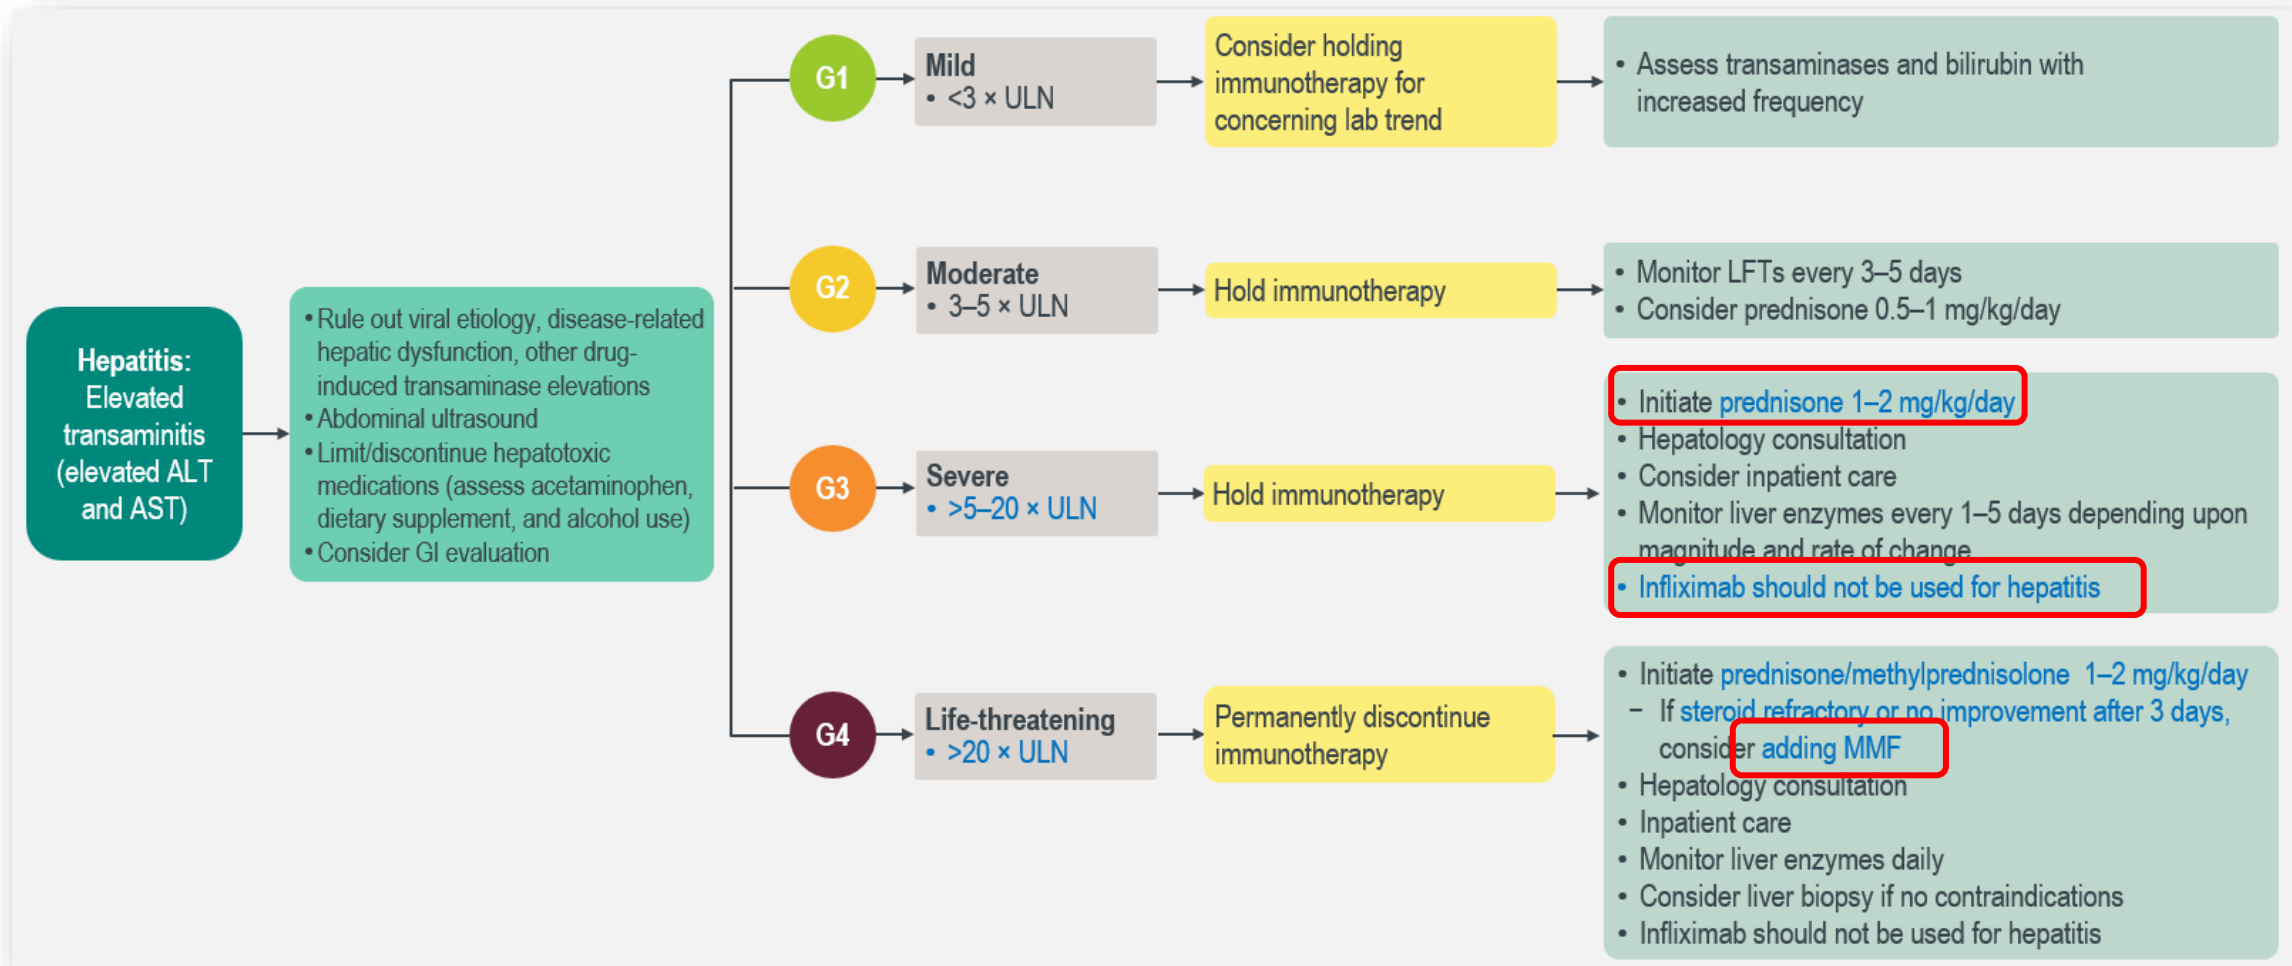 Hepatitis:
Elevated
transaminitis
(elevated ALT
and AST)
• Rule out viral etiology, disease-related
hepatic dysfunction, other drug-
induced transaminase elevations
• Abdominal ultrasound
• Limit/discontinue hepatotoxic
medications (assess acetaminophen,
dietary supplement, and alcohol use)
• Consider GI evaluation
G1
Mild
• <3 × ULN
Consider holding
immunotherapy for
concerning lab trend
• Assess transaminases and bilirubin with
increased frequency
G2
Moderate
• 3–5 × ULN
Hold immunotherapy
• Monitor LFTs every 3–5 days
• Consider prednisone 0.5–1 mg/kg/day
G3
Severe
• >5–20 × ULN
Hold immunotherapy
• Initiate prednisone 1–2 mg/kg/day
• Hepatology consultation
• Consider inpatient care
• Monitor liver enzymes every 1–5 days depending upon
magnitude and rate of change
• Infliximab should not be used for hepatitis
G4
Life-threatening
• >20 × ULN
Permanently discontinue
immunotherapy
• Initiate prednisone/methylprednisolone 1–2 mg/kg/day
– If steroid refractory or no improvement after 3 days,
consider adding MMF
• Hepatology consultation
• Inpatient care
• Monitor liver enzymes daily
• Consider liver biopsy if no contraindications
• Infliximab should not be used for hepatitis